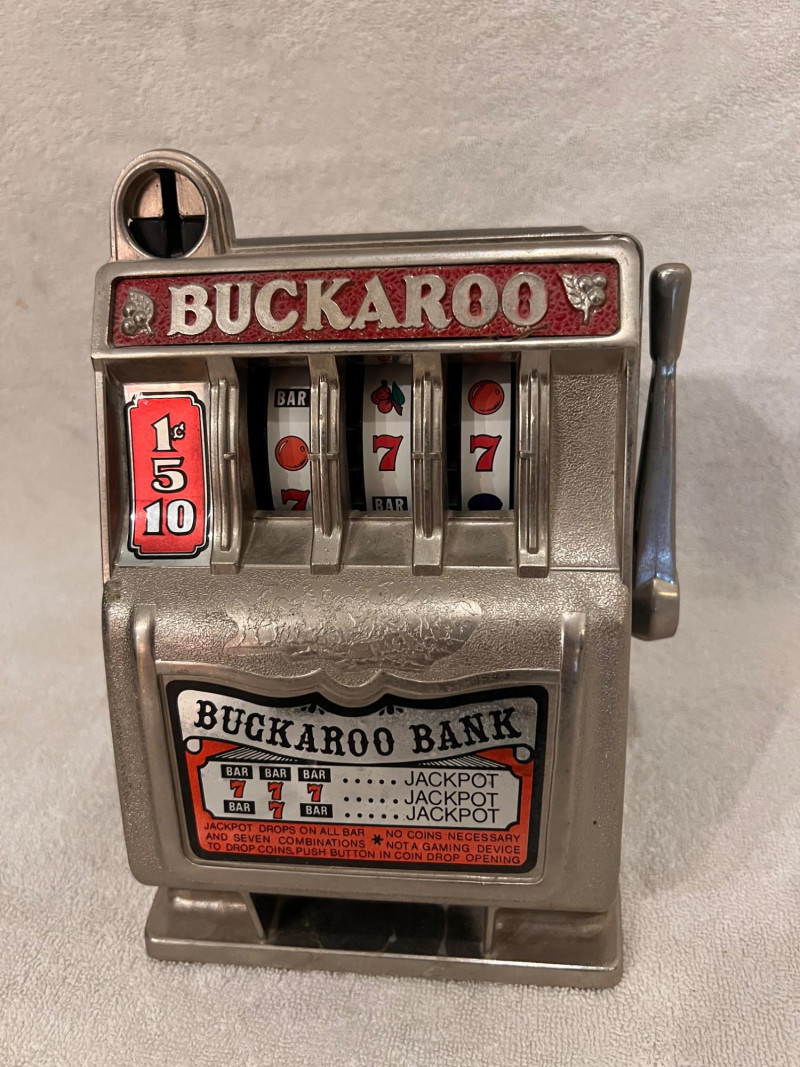 BUCKAROO
1¢
5
10
BAR
7
7
7
BAR
BUCKAROO BANK
BAR BAR BAR ..... JACKPOT
7 7 7 ..... JACKPOT
BAR 7 BAR ..... JACKPOT
JACKPOT DROPS ON ALL BAR * NO COINS NECESSARY
AND SEVEN COMBINATIONS NOT A GAMING DEVICE
TO DROP COINS, PUSH BUTTON IN COIN DROP OPENING